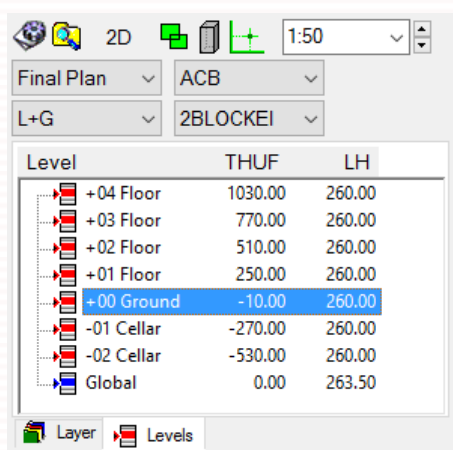 2D 1:50
Final Plan ACB
L+G 2BLOCKEI
Level THUF LH
+04 Floor 1030.00 260.00
+03 Floor 770.00 260.00
+02 Floor 510.00 260.00
+01 Floor 250.00 260.00
+00 Ground -10.00 260.00
-01 Cellar -270.00 260.00
-02 Cellar -530.00 260.00
Global 0.00 263.50
Layer Levels